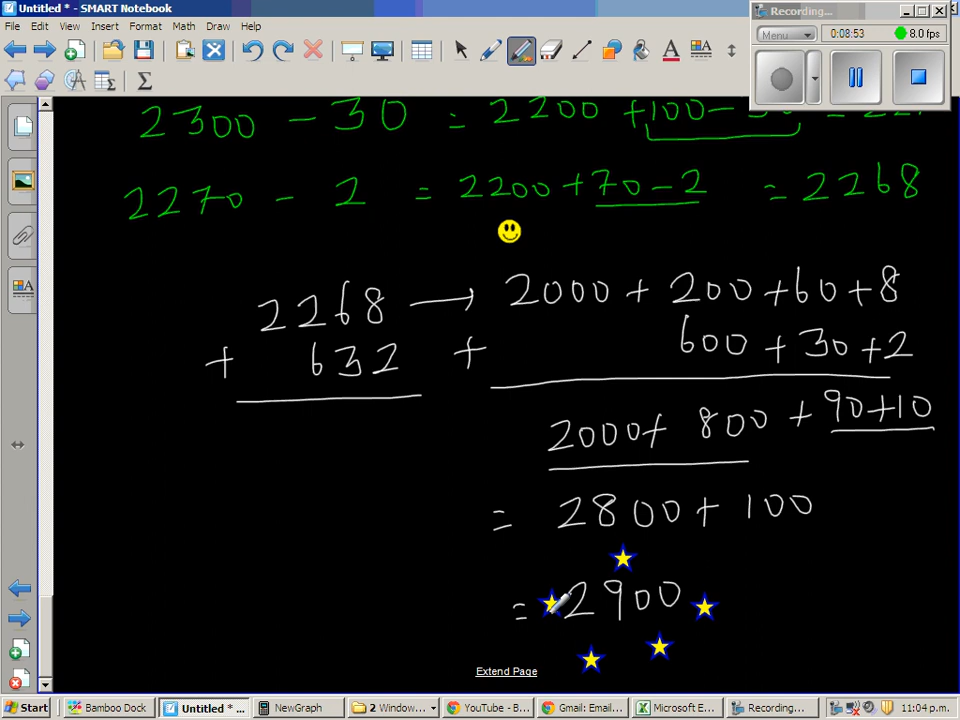 Untitled * - SMART Notebook
Recording...
File Edit View Insert Format Math Draw Help
Menu 0:08:53 8.0 fps
2300 - 30 = 2200 +100-
2270 - 2 = 2200+70-2 = 2268
2268 → 2000 + 200 +60+8
+ 632 + 600 + 30+2
2000+ 800 + 90+10
= 2800+ 100
= 2900
Extend Page
Start Bamboo Dock Untitled * ... NewGraph 2 Window... YouTube - B... Gmail: Email... Microsoft E... Recording... 11:04 p.m.